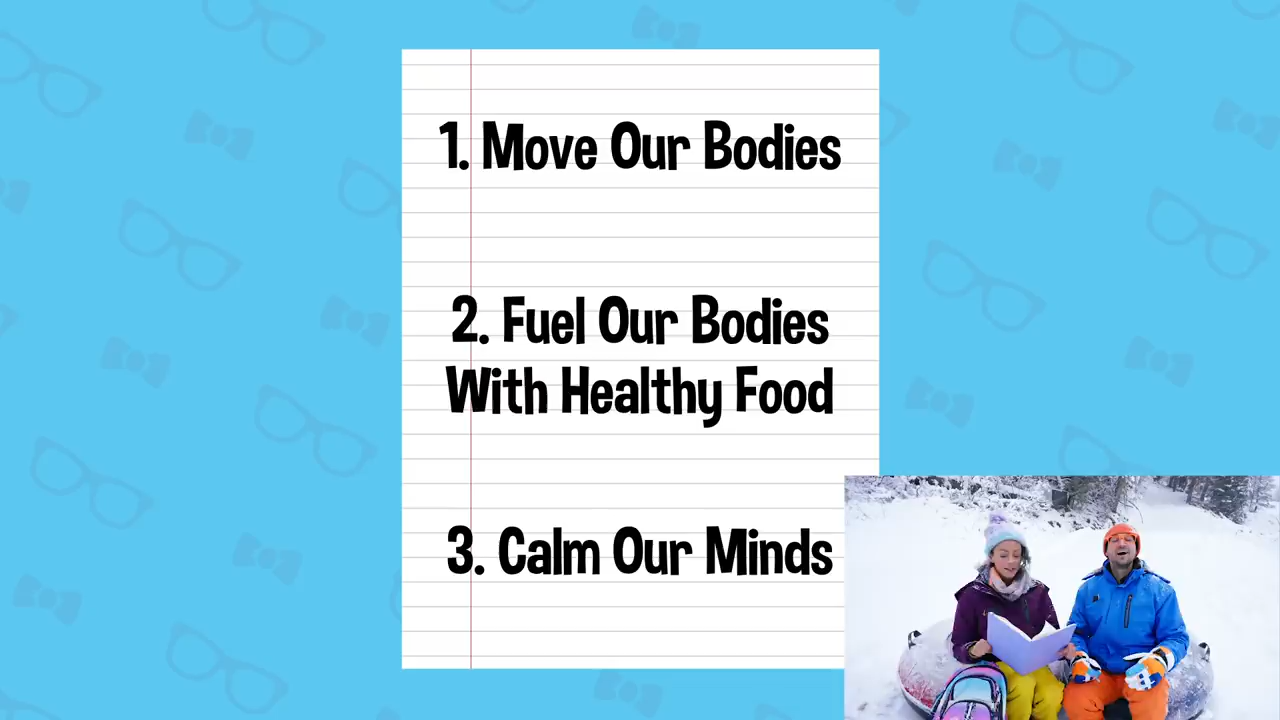 1. Move Our Bodies
2. Fuel Our Bodies
With Healthy Food
3. Calm Our Minds